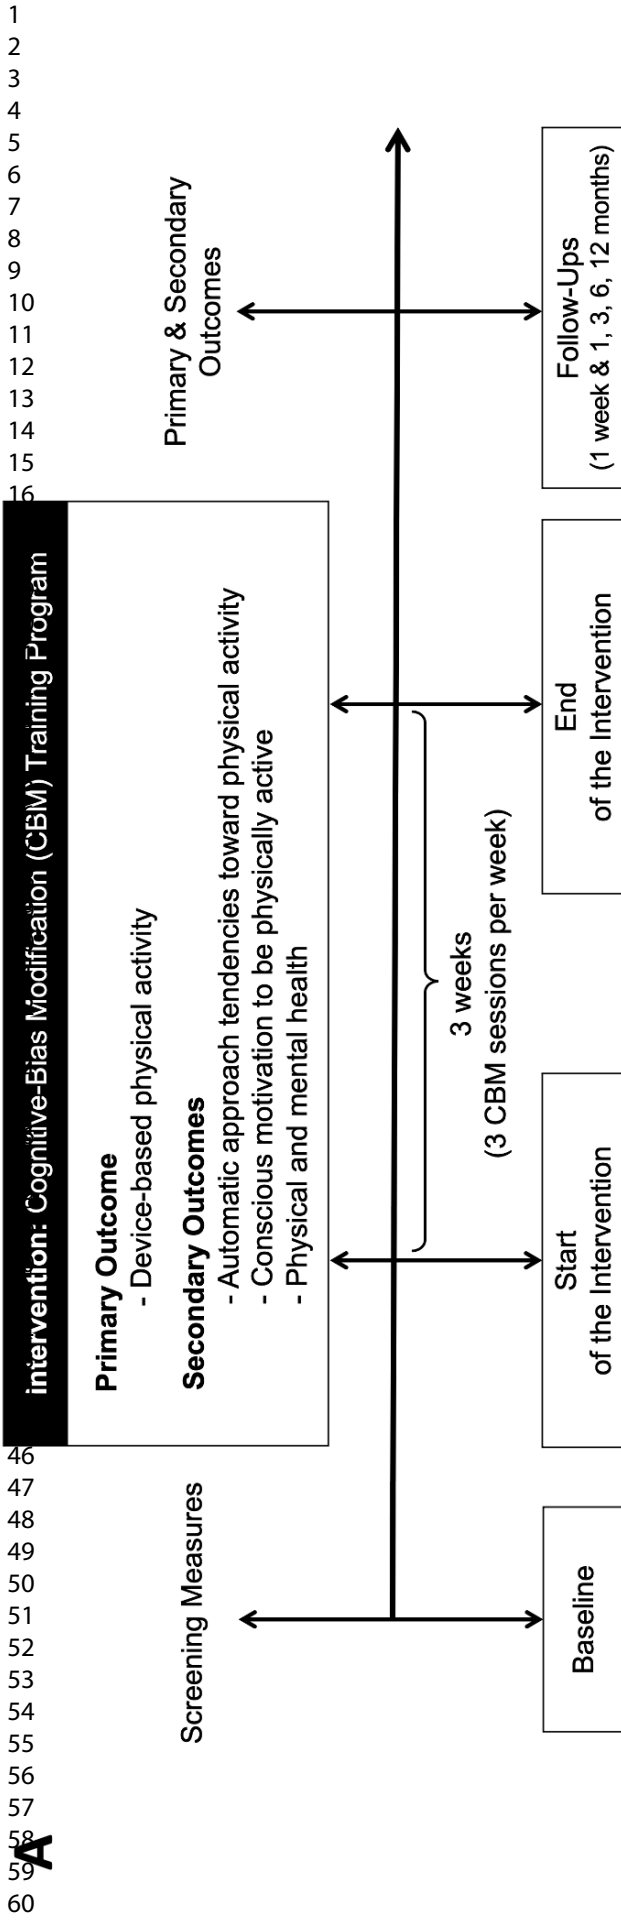 1
2
3
4
5
6
7
8
9
10
11
12
13
14
15
16
46
47
48
49
50
51
52
53
54
55
56
57
58
59
60
A
Intervention: Cognitive-Bias Modification (CBM) Training Program
Screening Measures
Primary Outcome
- Device-based physical activity
Secondary Outcomes
- Automatic approach tendencies toward physical activity
- Conscious motivation to be physically active
- Physical and mental health
Primary & Secondary
Outcomes
3 weeks
(3 CBM sessions per week)
Baseline
Start
of the Intervention
End
of the Intervention
Follow-Ups
(1 week & 1, 3, 6, 12 months)